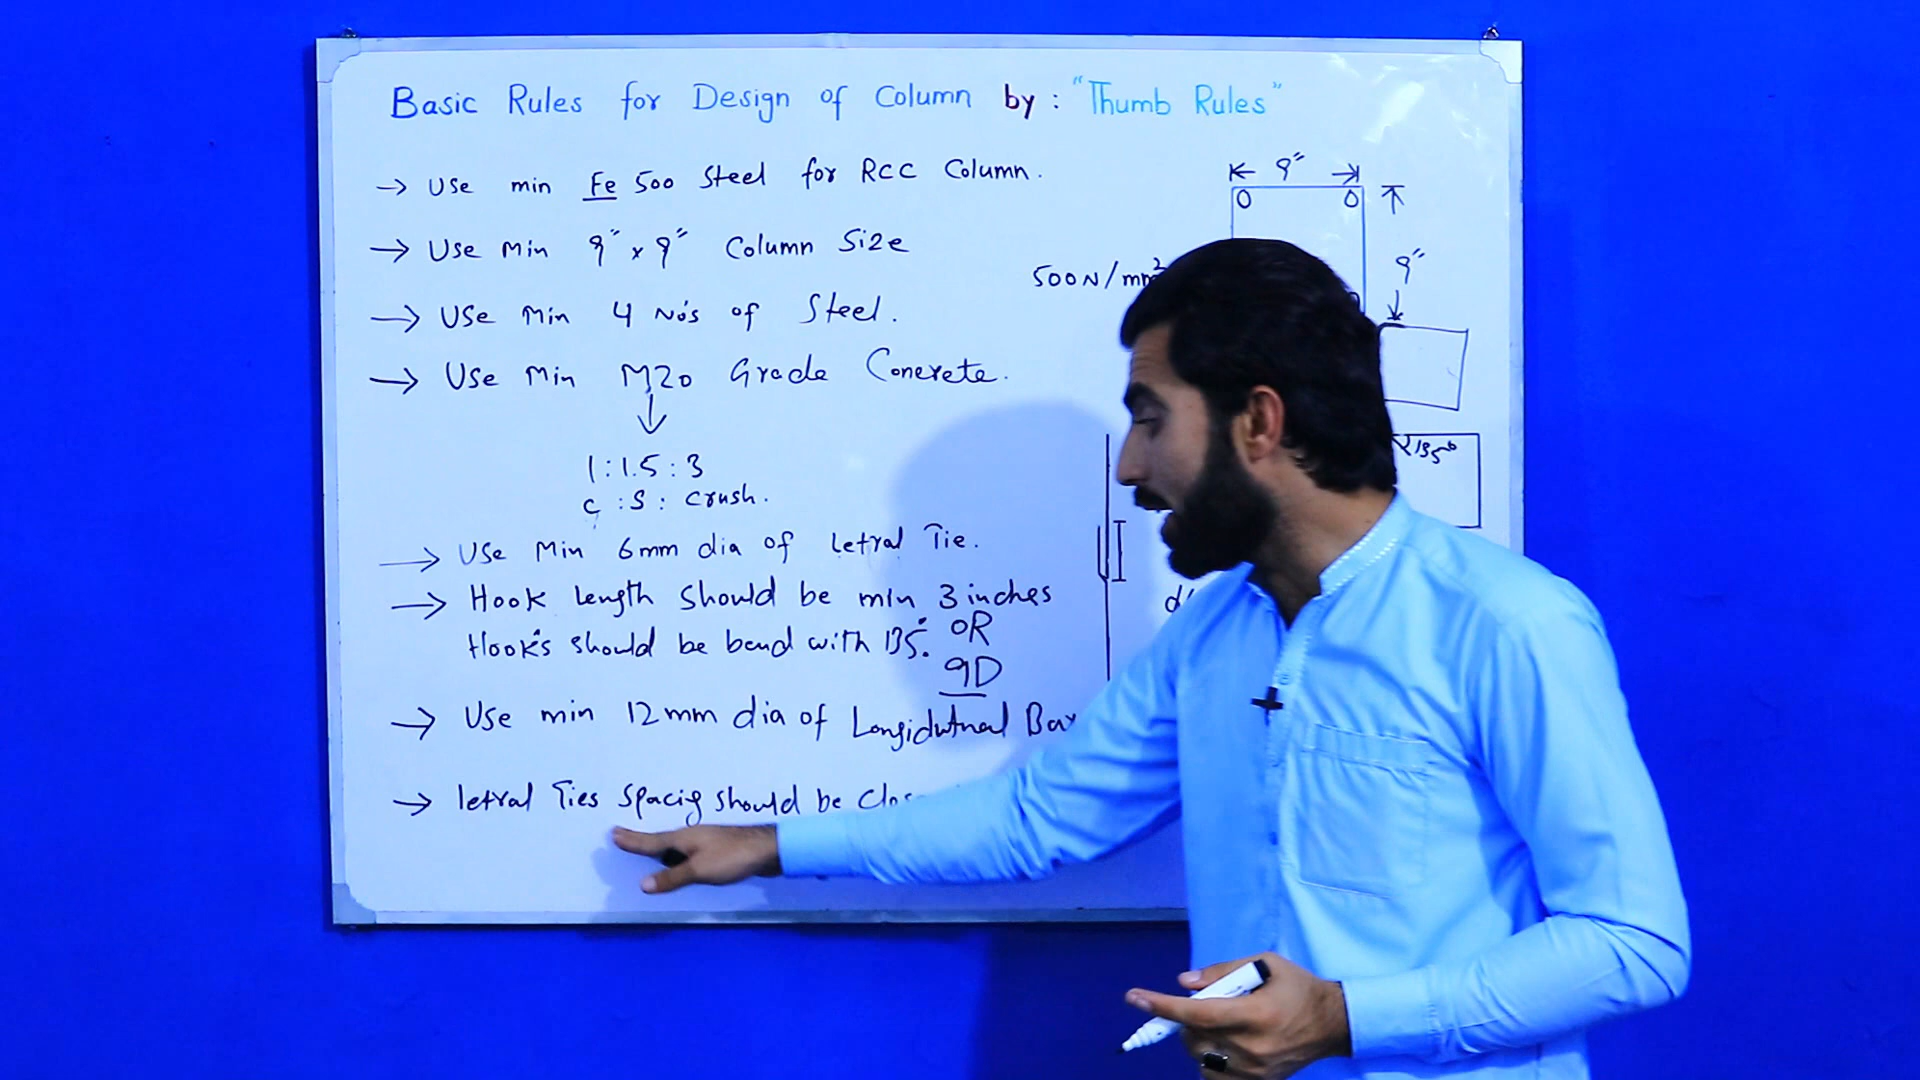 Basic Rules for Design of Column by : "Thumb Rules"
→ Use min Fe 500 Steel for RCC Column.
→ Use Min 9" x 9" Column Size
→ Use Min 4 No's of Steel.
→ Use Min M20 Grade Concrete.
1 : 1.5 : 3
C : S : Crush.
→ Use Min 6mm dia of Letral Tie.
→ Hook Length Should be min 3 inches
Hook's should be bend with 135°. OR
9D
→ Use min 12mm dia of Longidutnal Bar
→ letral Ties Spacig should be
9"
9"
500N/mm²
135°